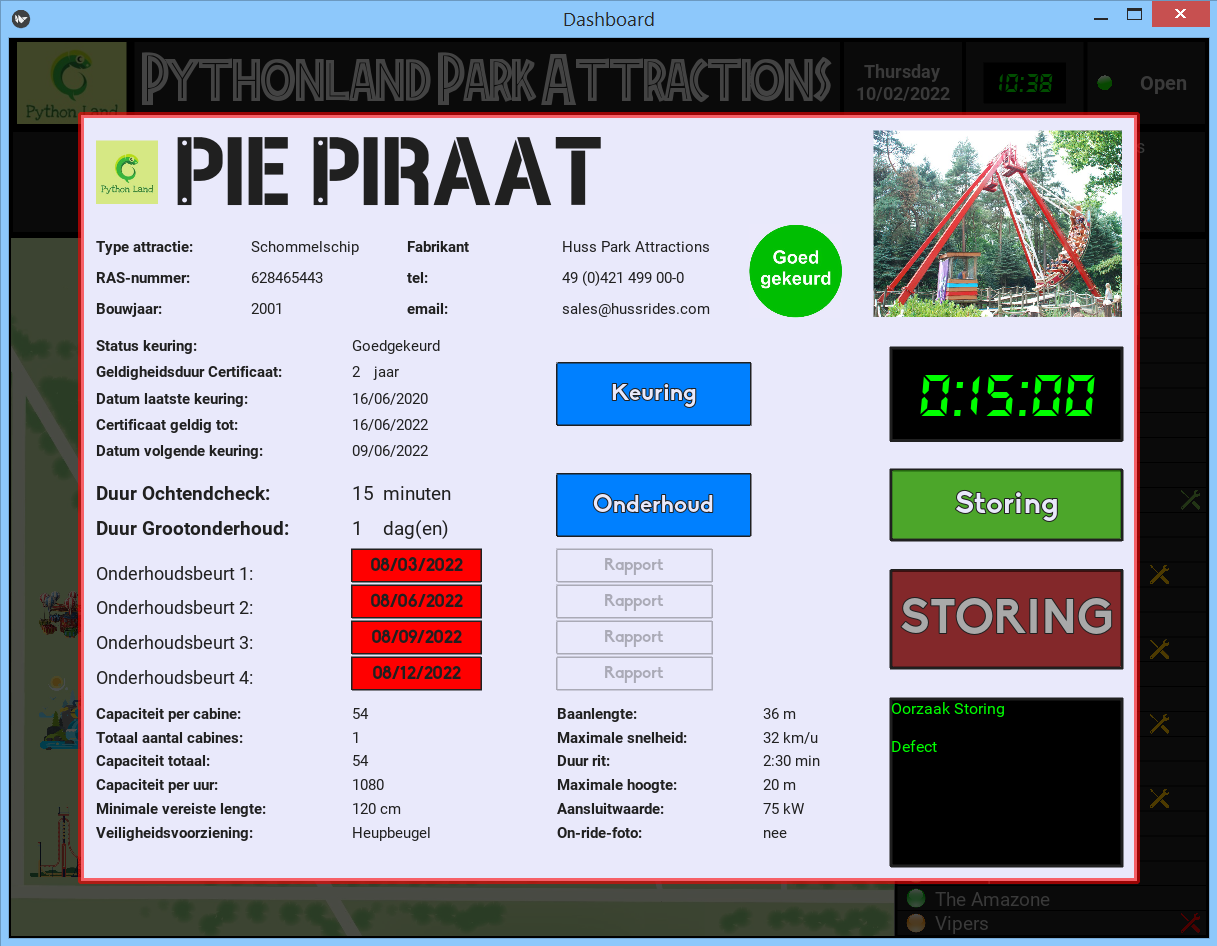 Dashboard
Python Land
PYTHONLAND PARK ATTRACTIONS
Thursday
10/02/2022
10:38
Open
Python Land
PIE PIRAAT
Type attractie: Schommelschip Fabrikant Huss Park Attractions
RAS-nummer: 628465443 tel: 49 (0)421 499 00-0
Bouwjaar: 2001 email: sales@hussrides.com
Goed
gekeurd
Status keuring: Goedgekeurd
Geldigheidsduur Certificaat: 2 jaar
Datum laatste keuring: 16/06/2020
Certificaat geldig tot: 16/06/2022
Datum volgende keuring: 09/06/2022
Keuring
0:15:00
Duur Ochtendcheck: 15 minuten
Duur Grootonderhoud: 1 dag(en)
Onderhoud
Storing
Onderhoudsbeurt 1: 08/03/2022 Rapport
Onderhoudsbeurt 2: 08/06/2022 Rapport
Onderhoudsbeurt 3: 08/09/2022 Rapport
Onderhoudsbeurt 4: 08/12/2022 Rapport
STORING
Capaciteit per cabine: 54 Baanlengte: 36 m
Totaal aantal cabines: 1 Maximale snelheid: 32 km/u
Capaciteit totaal: 54 Duur rit: 2:30 min
Capaciteit per uur: 1080 Maximale hoogte: 20 m
Minimale vereiste lengte: 120 cm Aansluitwaarde: 75 kW
Veiligheidsvoorziening: Heupbeugel On-ride-foto: nee
Oorzaak Storing
Defect
The Amazone
Vipers